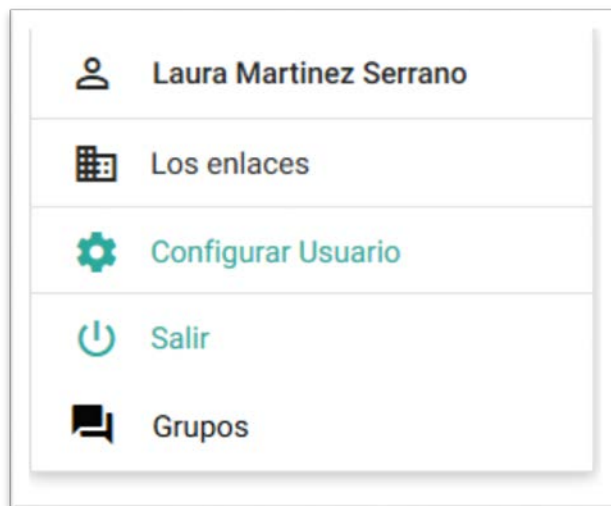 Laura Martinez Serrano
Los enlaces
Configurar Usuario
Salir
Grupos